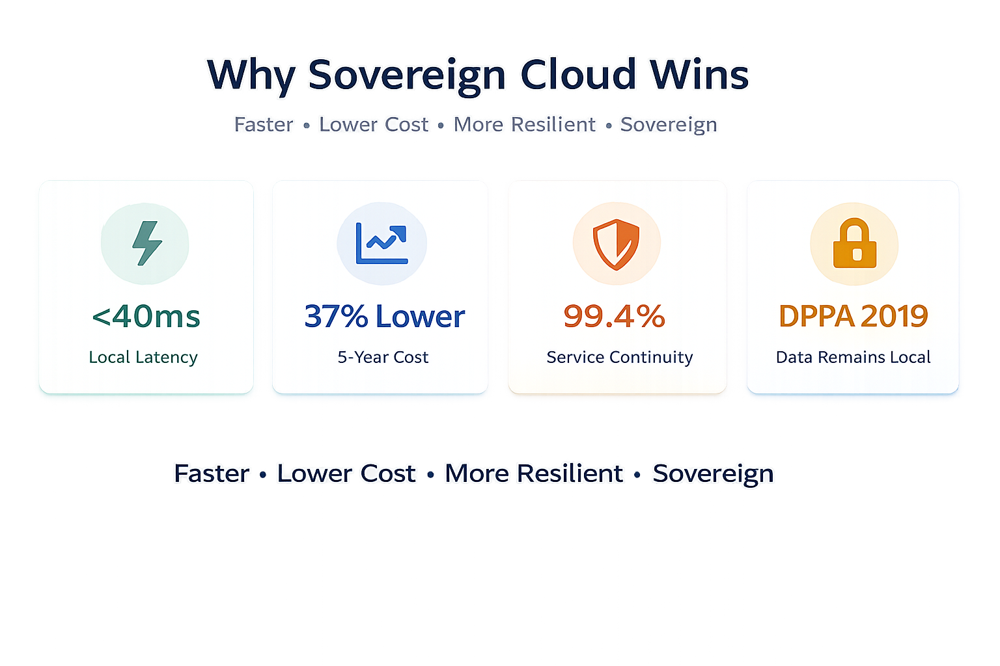 Why Sovereign Cloud Wins
Faster • Lower Cost • More Resilient • Sovereign
<40ms
Local Latency
37% Lower
5-Year Cost
99.4%
Service Continuity
DPPA 2019
Data Remains Local
Faster • Lower Cost • More Resilient • Sovereign